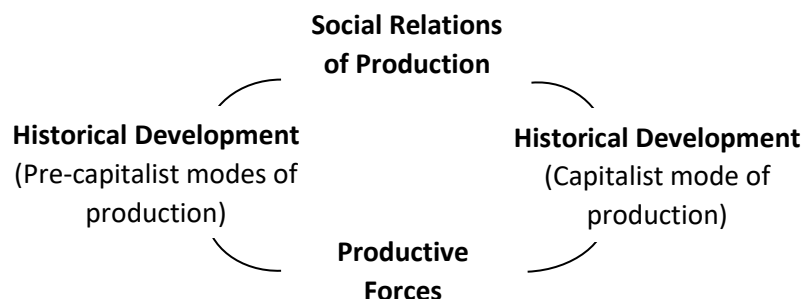 Social Relations
of Production
Historical Development
(Pre-capitalist modes of
production)
Historical Development
(Capitalist mode of
production)
Productive
Forces